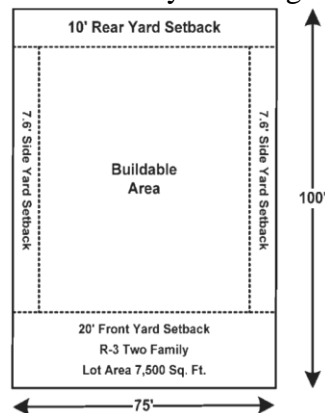 10' Rear Yard Setback
7.6' Side Yard Setback
Buildable
Area
7.6' Side Yard Setback
100'
20' Front Yard Setback
R-3 Two Family
Lot Area 7,500 Sq. Ft.
75'